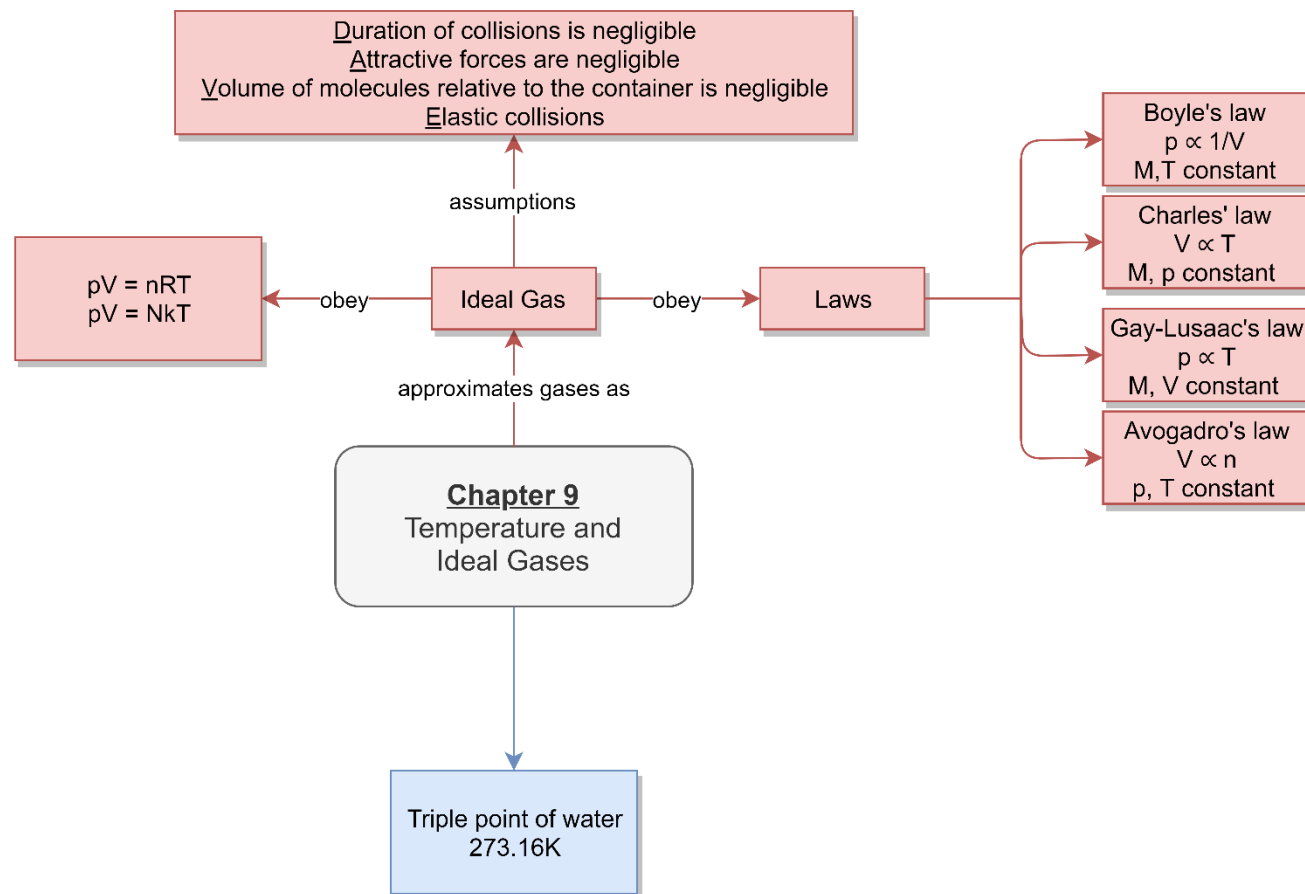 Duration of collisions is negligible
Attractive forces are negligible
Volume of molecules relative to the container is negligible
Elastic collisions
assumptions
pV = nRT
pV = NkT
obey
Ideal Gas
obey
Laws
Boyle's law
p ∝ 1/V
M,T constant
Charles' law
V ∝ T
M, p constant
Gay-Lusaac's law
p ∝ T
M, V constant
Avogadro's law
V ∝ n
p, T constant
approximates gases as
Chapter 9
Temperature and
Ideal Gases
Triple point of water
273.16K